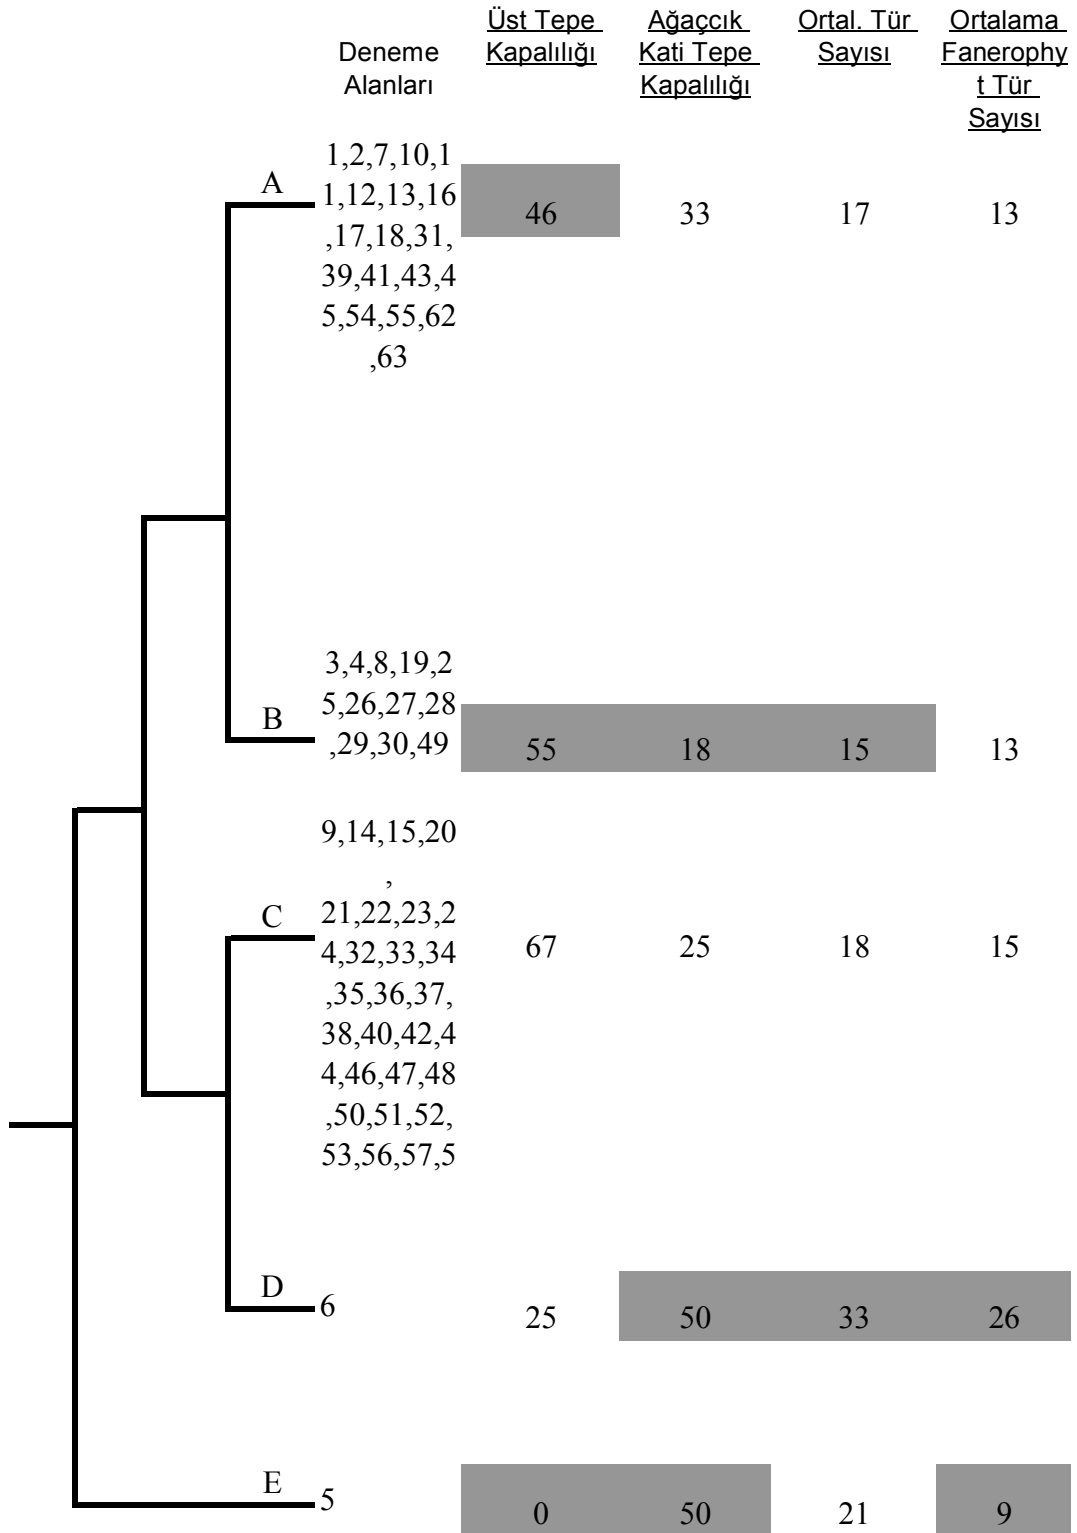 Deneme
Alanları
Üst Tepe
Kapalılığı
Ağaçcık
Kati Tepe
Kapalılığı
Ortal. Tür
Sayısı
Ortalama
Fanerophy
t Tür
Sayısı
A
1,2,7,10,1
1,12,13,16
,17,18,31,
39,41,43,4
5,54,55,62
,63
46 33 17 13
B
3,4,8,19,2
5,26,27,28
,29,30,49
55 18 15 13
C
9,14,15,20
,
21,22,23,2
4,32,33,34
,35,36,37,
38,40,42,4
4,46,47,48
,50,51,52,
53,56,57,5
67 25 18 15
D
6
25 50 33 26
E
5
0 50 21 9